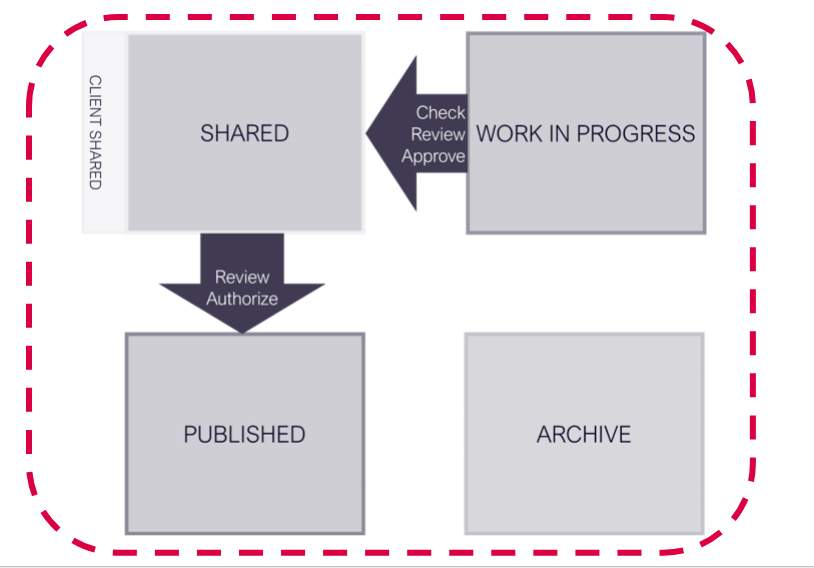 CLIENT SHARED
SHARED
Check
Review
Approve
WORK IN PROGRESS
Review
Authorize
PUBLISHED
ARCHIVE